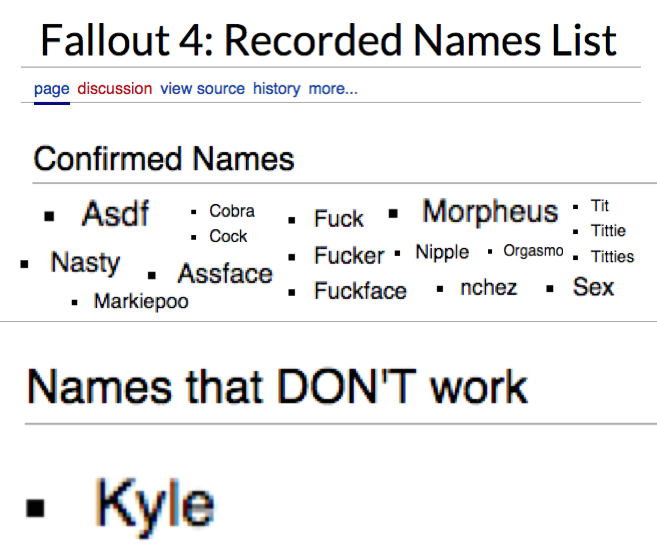 Fallout 4: Recorded Names List
page discussion view source history more...
Confirmed Names
Asdf
Cobra
Cock
Fuck
Morpheus
Tit
Tittie
Nasty
Assface
Fucker
Nipple
Orgasmo
Titties
Markiepoo
Fuckface
nchez
Sex
Names that DON'T work
Kyle